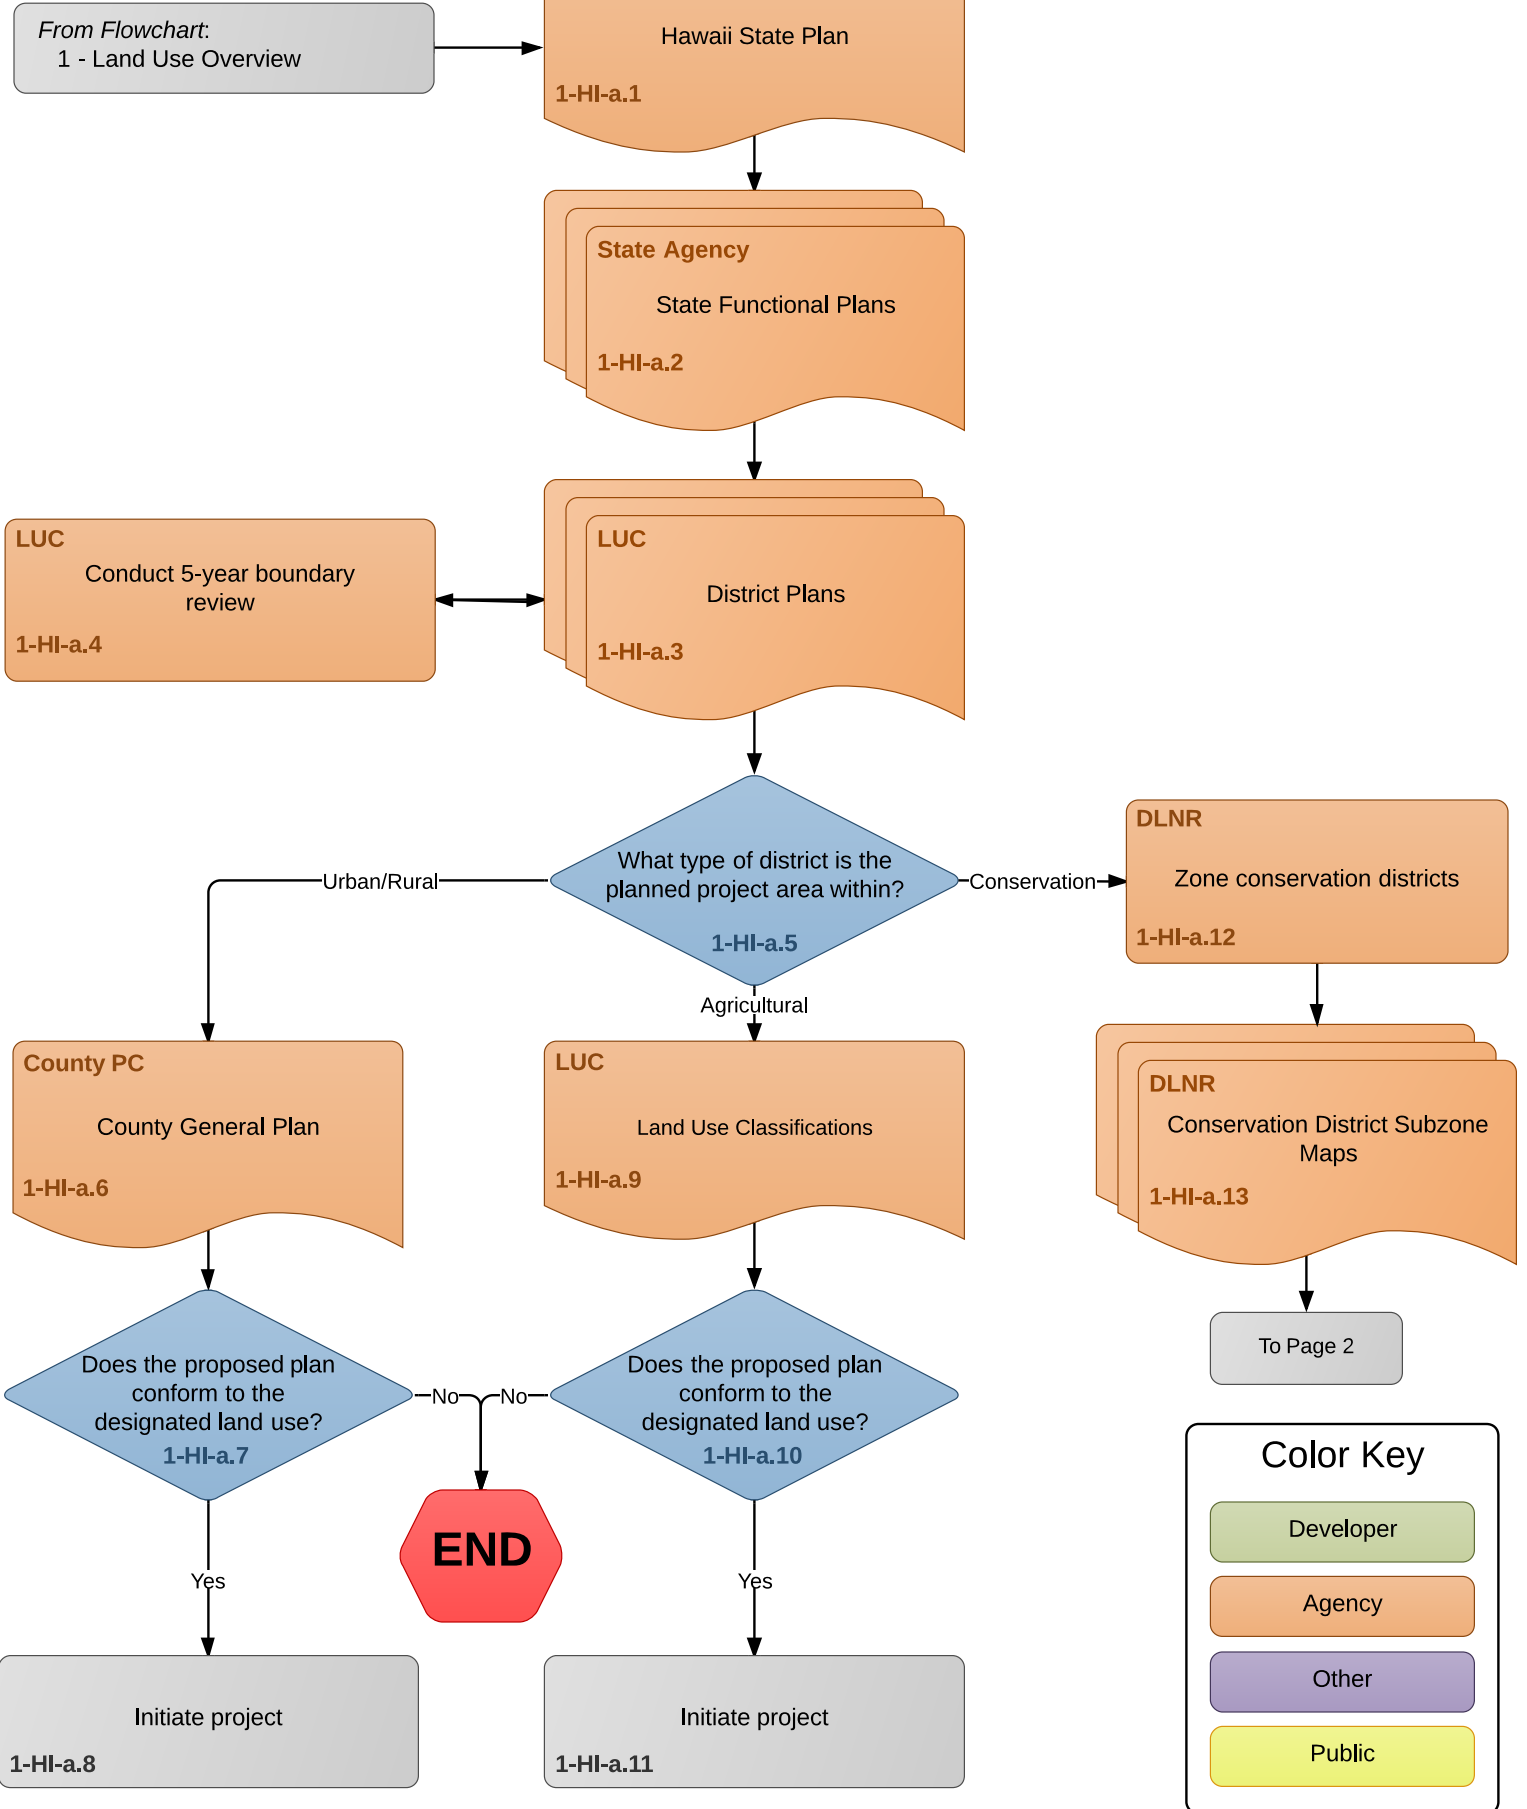 From Flowchart:
1 - Land Use Overview
Hawaii State Plan
1-HI-a.1
State Agency
State Functional Plans
1-HI-a.2
LUC
Conduct 5-year boundary
review
1-HI-a.4
LUC
District Plans
1-HI-a.3
What type of district is the
planned project area within?
1-HI-a.5
Urban/Rural
Conservation
Agricultural
DLNR
Zone conservation districts
1-HI-a.12
County PC
County General Plan
1-HI-a.6
LUC
Land Use Classifications
1-HI-a.9
DLNR
Conservation District Subzone
Maps
1-HI-a.13
To Page 2
Does the proposed plan
conform to the
designated land use?
1-HI-a.7
No
No
Does the proposed plan
conform to the
designated land use?
1-HI-a.10
END
Yes
Yes
Initiate project
1-HI-a.8
Initiate project
1-HI-a.11
Color Key
Developer
Agency
Other
Public